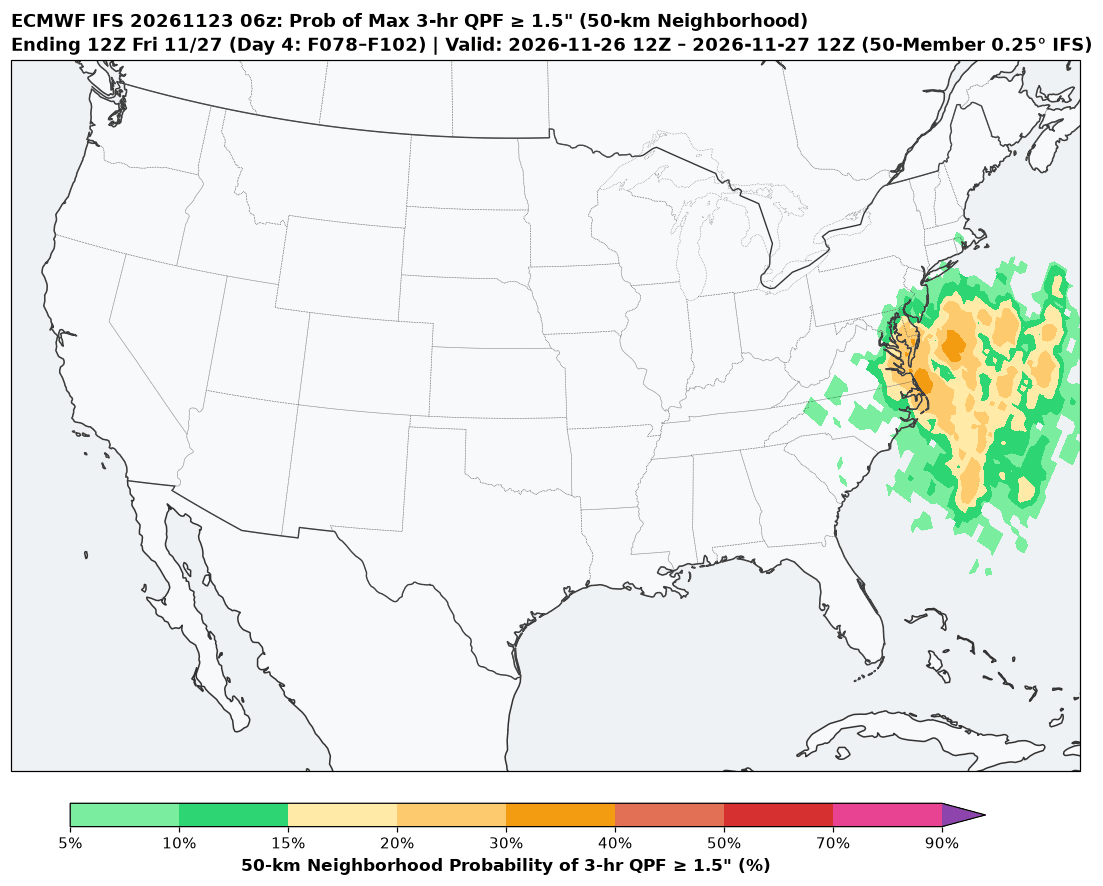 ECMWF IFS 20261123 06z: Prob of Max 3-hr QPF ≥ 1.5" (50-km Neighborhood)
Ending 12Z Fri 11/27 (Day 4: F078–F102) | Valid: 2026-11-26 12Z – 2026-11-27 12Z (50-Member 0.25° IFS)
5% 10% 15% 20% 30% 40% 50% 70% 90%
50-km Neighborhood Probability of 3-hr QPF ≥ 1.5" (%)